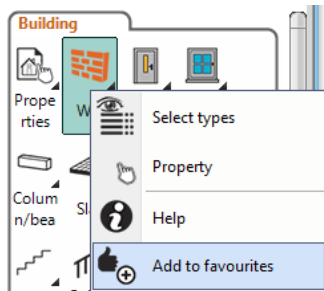 Building
Prope
rties
W
Select types
Property
Colum
n/bea
Sl
Help
Add to favourites